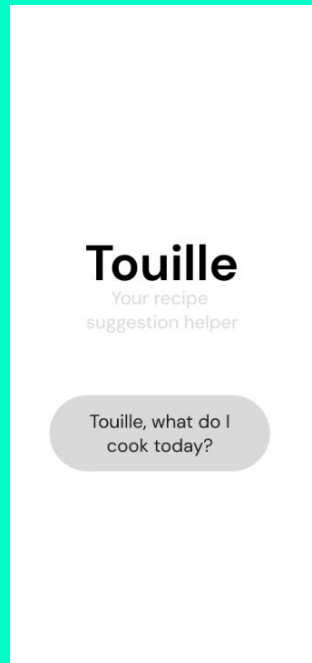 Touille
Your recipe
suggestion helper
Touille, what do I
cook today?